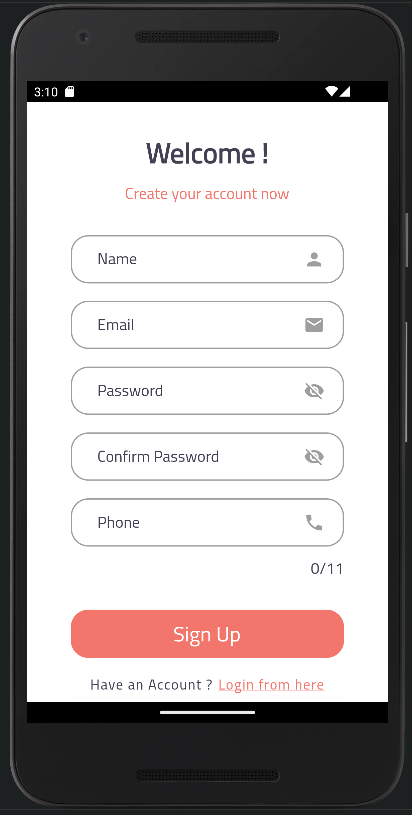 3:10
Welcome !
Create your account now
Name
Email
Password
Confirm Password
Phone
0/11
Sign Up
Have an Account ? Login from here